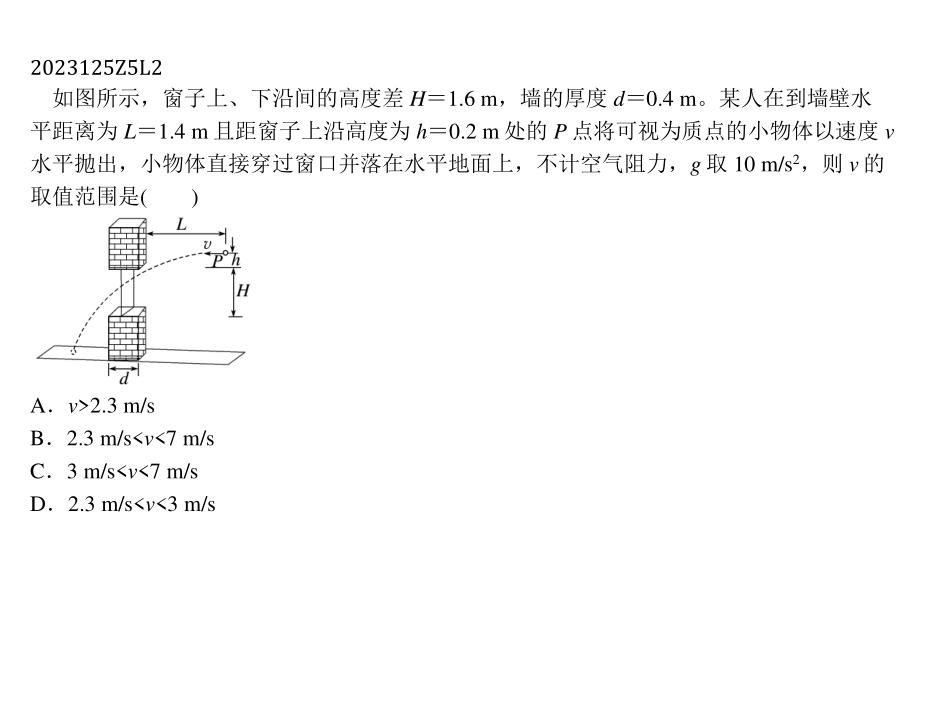 2023125Z5L2
如图所示，窗子上、下沿间的高度差 H＝1.6 m，墙的厚度 d＝0.4 m。某人在到墙壁水
平距离为 L＝1.4 m 且距窗子上沿高度为 h＝0.2 m 处的 P 点将可视为质点的小物体以速度 v
水平抛出，小物体直接穿过窗口并落在水平地面上，不计空气阻力，g 取 10 m/s²，则 v 的
取值范围是(　　)
L
v
P h
H
d
A．v>2.3 m/s
B．2.3 m/s<v<7 m/s
C．3 m/s<v<7 m/s
D．2.3 m/s<v<3 m/s